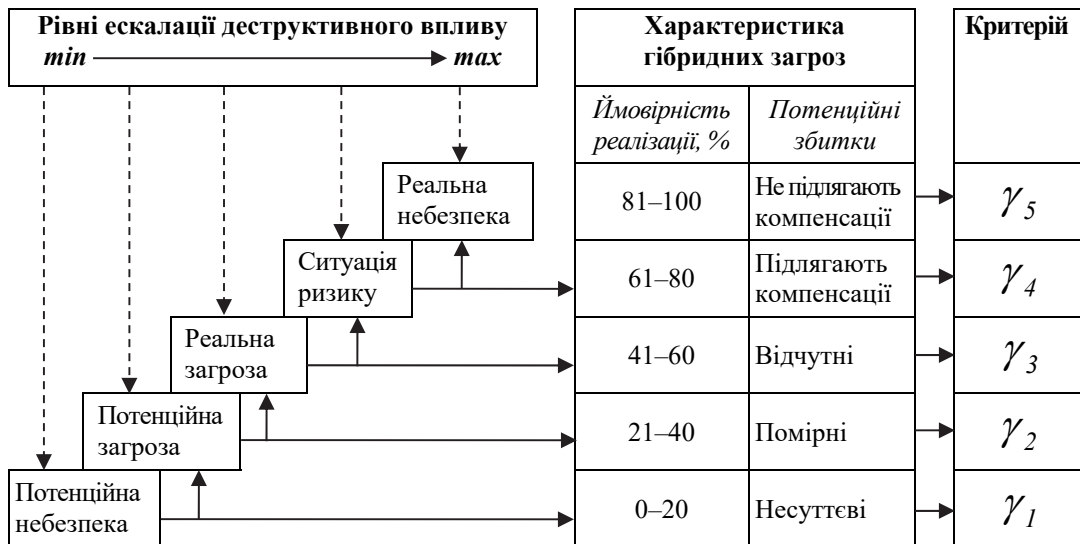 Рівні ескалації деструктивного впливу
min max
Характеристика
гібридних загроз
Критерій
Ймовірність
реалізації, %
Потенційні
збитки
Реальна
небезпека
81–100
Не підлягають
компенсації
γ5
Ситуація
ризику
61–80
Підлягають
компенсації
γ4
Реальна
загроза
41–60
Відчутні
γ3
Потенційна
загроза
21–40
Помірні
γ2
Потенційна
небезпека
0–20
Несуттєві
γ1